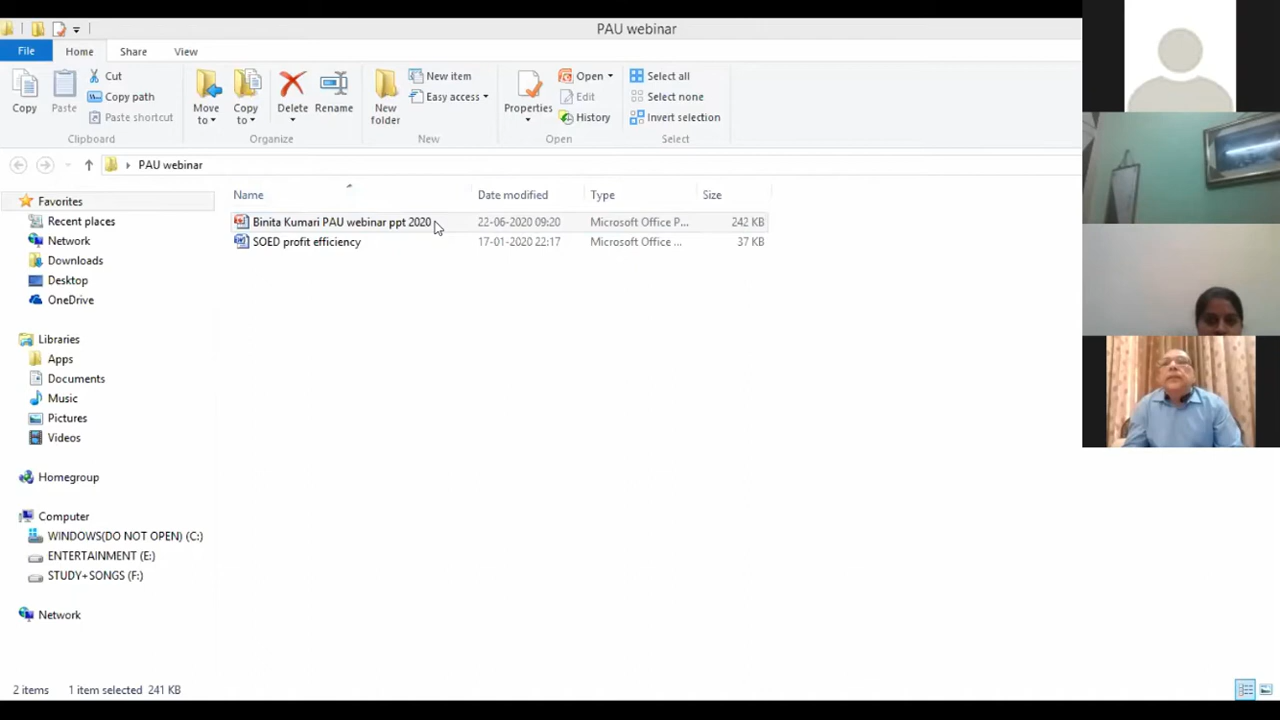 PAU webinar
File Home Share View
Copy Paste Cut Copy path Paste shortcut Move to Copy to Delete Rename New folder New item Easy access Properties Open Edit History Select all Select none Invert selection
Clipboard Organize New Open Select
PAU webinar
Name Date modified Type Size
Binita Kumari PAU webinar ppt 2020 22-06-2020 09:20 Microsoft Office P... 242 KB
SOED profit efficiency 17-01-2020 22:17 Microsoft Office ... 37 KB
Favorites
Recent places
Network
Downloads
Desktop
OneDrive
Libraries
Apps
Documents
Music
Pictures
Videos
Homegroup
Computer
WINDOWS(DO NOT OPEN) (C:)
ENTERTAINMENT (E:)
STUDY+SONGS (F:)
Network
2 items 1 item selected 241 KB